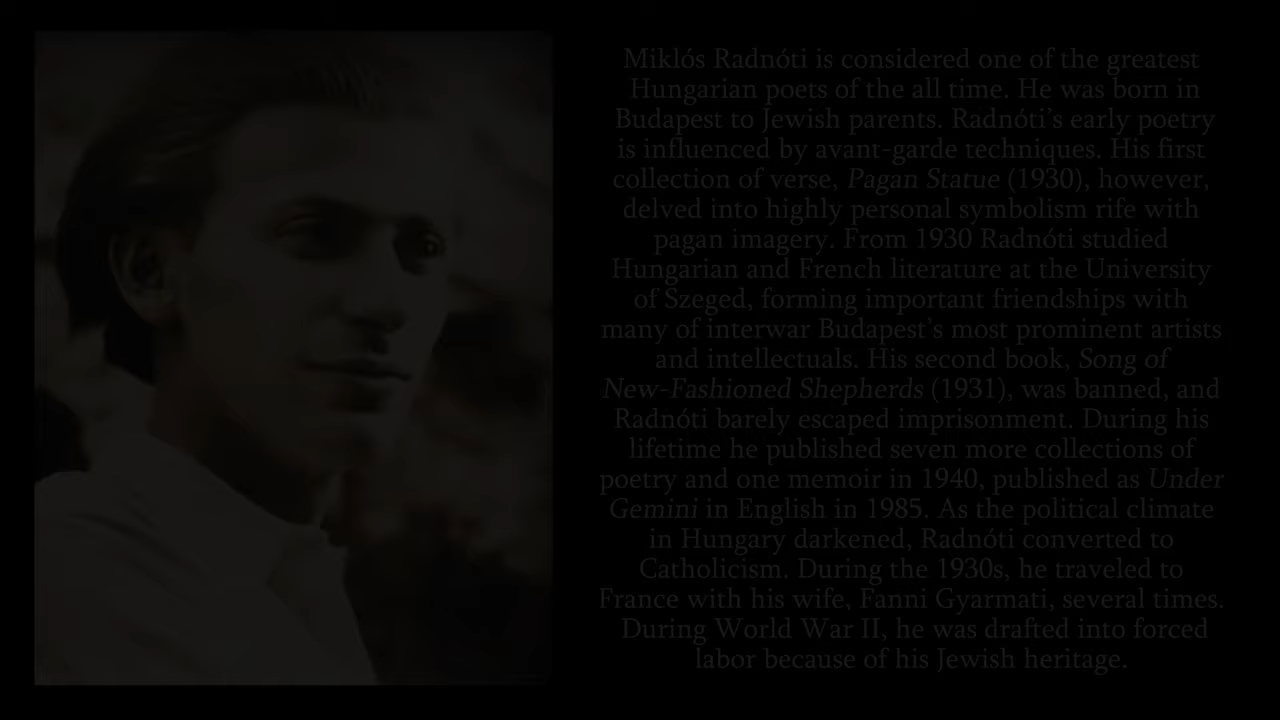 Miklós Radnóti is considered one of the greatest
Hungarian poets of the all time. He was born in
Budapest to Jewish parents. Radnóti’s early poetry
is influenced by avant-garde techniques. His first
collection of verse, Pagan Statue (1930), however,
delved into highly personal symbolism rife with
pagan imagery. From 1930 Radnóti studied
Hungarian and French literature at the University
of Szeged, forming important friendships with
many of interwar Budapest’s most prominent artists
and intellectuals. His second book, Song of
New-Fashioned Shepherds (1931), was banned, and
Radnóti barely escaped imprisonment. During his
lifetime he published seven more collections of
poetry and one memoir in 1940, published as Under
Gemini in English in 1985. As the political climate
in Hungary darkened, Radnóti converted to
Catholicism. During the 1930s, he traveled to
France with his wife, Fanni Gyarmati, several times.
During World War II, he was drafted into forced
labor because of his Jewish heritage.